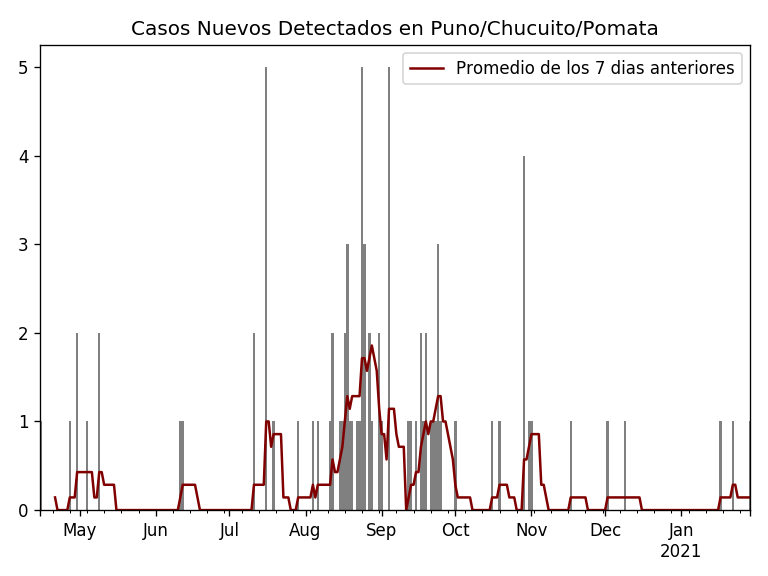 Casos Nuevos Detectados en Puno/Chucuito/Pomata
Promedio de los 7 dias anteriores
5
4
3
2
1
0
May Jun Jul Aug Sep Oct Nov Dec Jan
2021